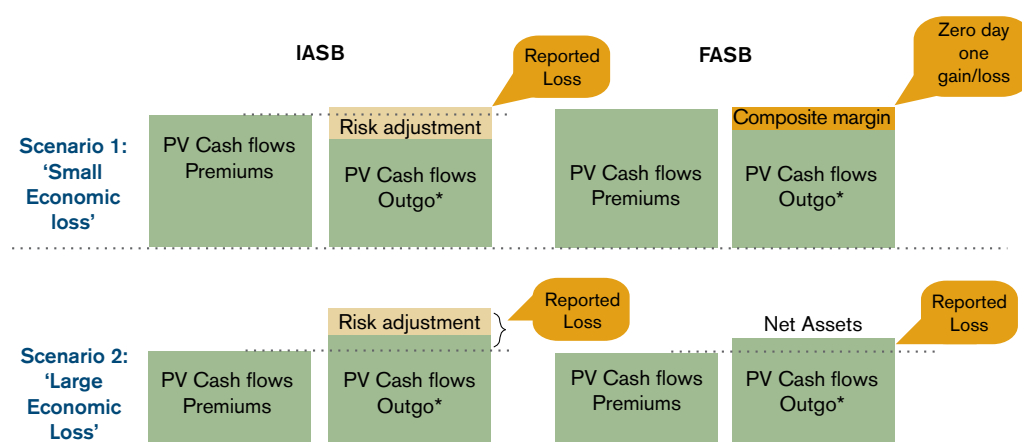 IASB
FASB
Reported
Loss
Zero day
one
gain/loss
Scenario 1:
‘Small
Economic
loss’
PV Cash flows
Premiums
Risk adjustment
PV Cash flows
Outgo*
PV Cash flows
Premiums
Composite margin
PV Cash flows
Outgo*
Scenario 2:
‘Large
Economic
Loss’
PV Cash flows
Premiums
Risk adjustment
PV Cash flows
Outgo*
Reported
Loss
PV Cash flows
Premiums
Net Assets
PV Cash flows
Outgo*
Reported
Loss